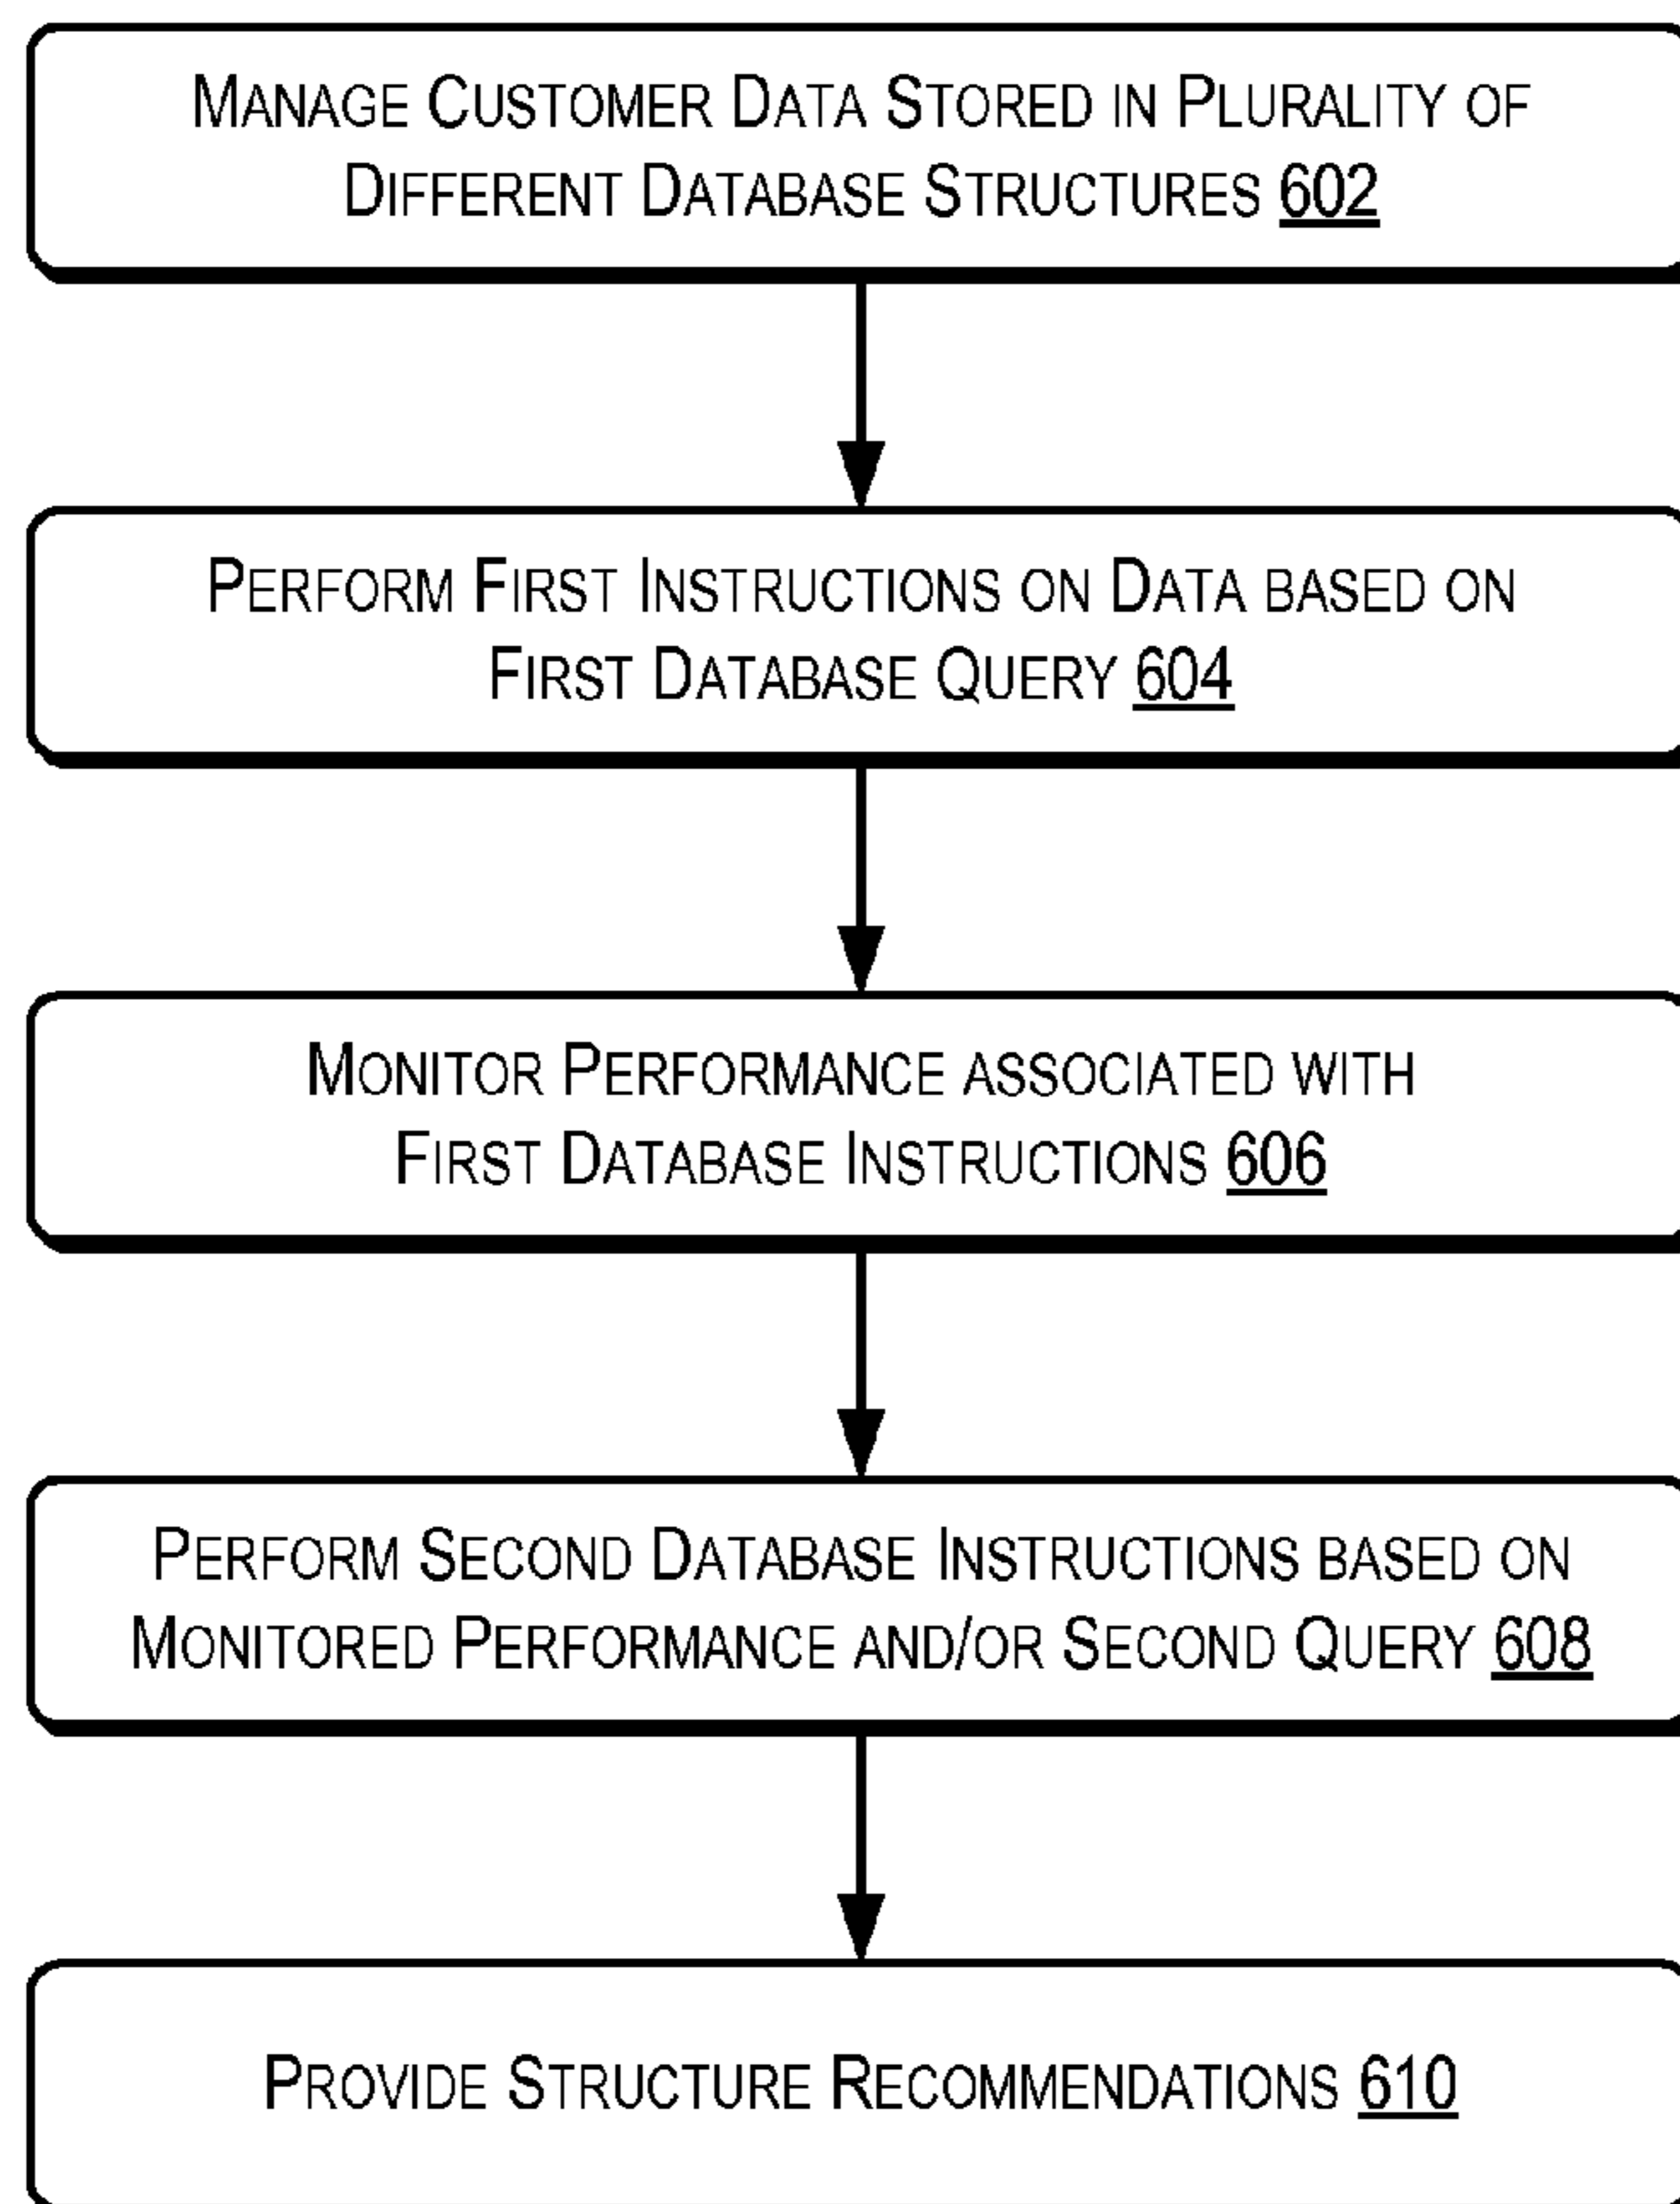 MANAGE CUSTOMER DATA STORED IN PLURALITY OF
DIFFERENT DATABASE STRUCTURES 602
PERFORM FIRST INSTRUCTIONS ON DATA BASED ON
FIRST DATABASE QUERY 604
MONITOR PERFORMANCE ASSOCIATED WITH
FIRST DATABASE INSTRUCTIONS 606
PERFORM SECOND DATABASE INSTRUCTIONS BASED ON
MONITORED PERFORMANCE AND/OR SECOND QUERY 608
PROVIDE STRUCTURE RECOMMENDATIONS 610